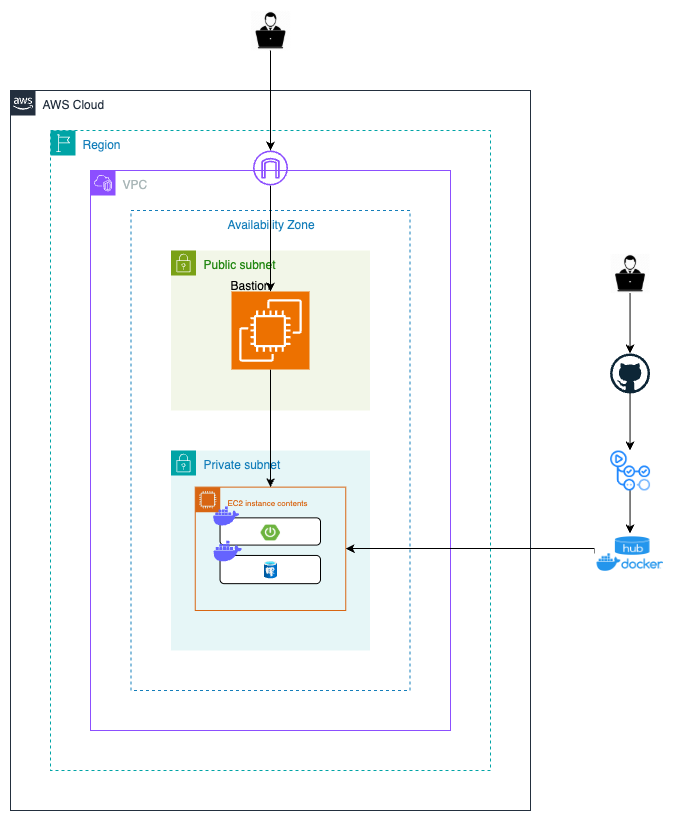 aws
AWS Cloud
Region
VPC
Availability Zone
Public subnet
Bastion
Private subnet
EC2 instance contents
hub
docker